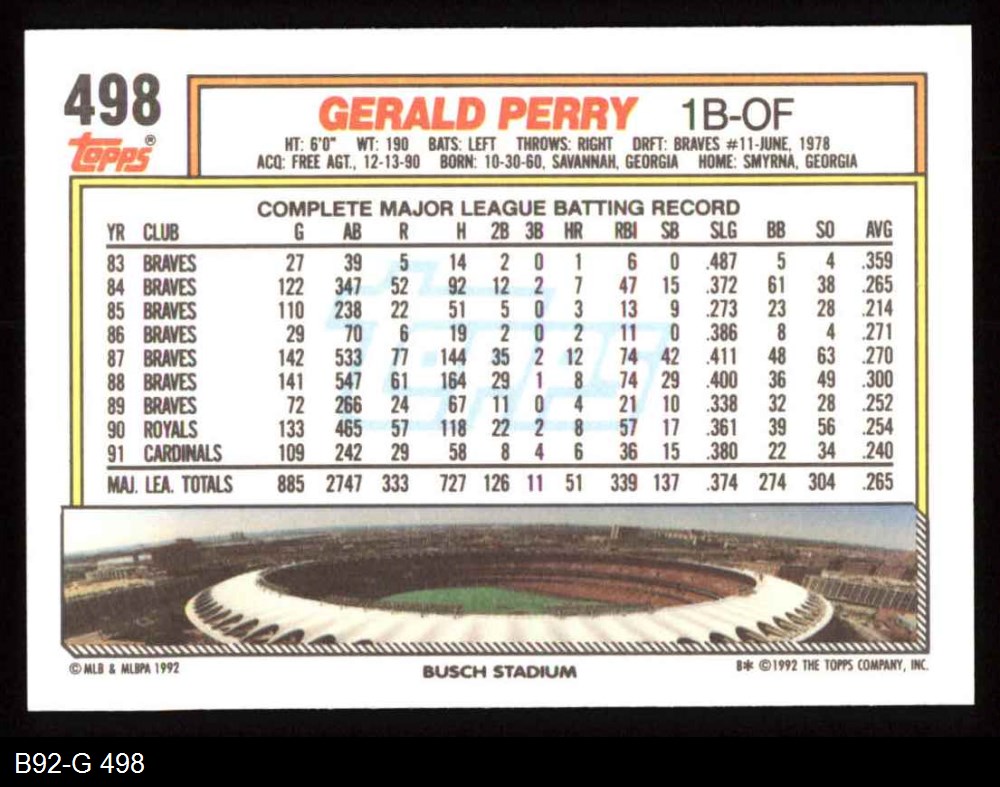 498
Topps®
GERALD PERRY 1B-OF
HT: 6'0" WT: 190 BATS: LEFT THROWS: RIGHT DRFT: BRAVES #11-JUNE, 1978
ACQ: FREE AGT., 12-13-90 BORN: 10-30-60, SAVANNAH, GEORGIA HOME: SMYRNA, GEORGIA
COMPLETE MAJOR LEAGUE BATTING RECORD
YR CLUB G AB R H 2B 3B HR RBI SB SLG BB SO AVG
83 BRAVES 27 39 5 14 2 0 1 6 0 .487 5 4 .359
84 BRAVES 122 347 52 92 12 2 7 47 15 .372 61 38 .265
85 BRAVES 110 238 22 51 5 0 3 13 9 .273 23 28 .214
86 BRAVES 29 70 6 19 2 0 2 11 0 .386 8 4 .271
87 BRAVES 142 533 77 144 35 2 12 74 42 .411 48 63 .270
88 BRAVES 141 547 61 164 29 1 8 74 29 .400 36 49 .300
89 BRAVES 72 266 24 67 11 0 4 21 10 .338 32 28 .252
90 ROYALS 133 465 57 118 22 2 8 57 17 .361 39 56 .254
91 CARDINALS 109 242 29 58 8 4 6 36 15 .380 22 34 .240
MAJ. LEA. TOTALS 885 2747 333 727 126 11 51 339 137 .374 274 304 .265
Topps
© MLB & MLBPA 1992
BUSCH STADIUM
B* ©1992 THE TOPPS COMPANY, INC.
B92-G 498